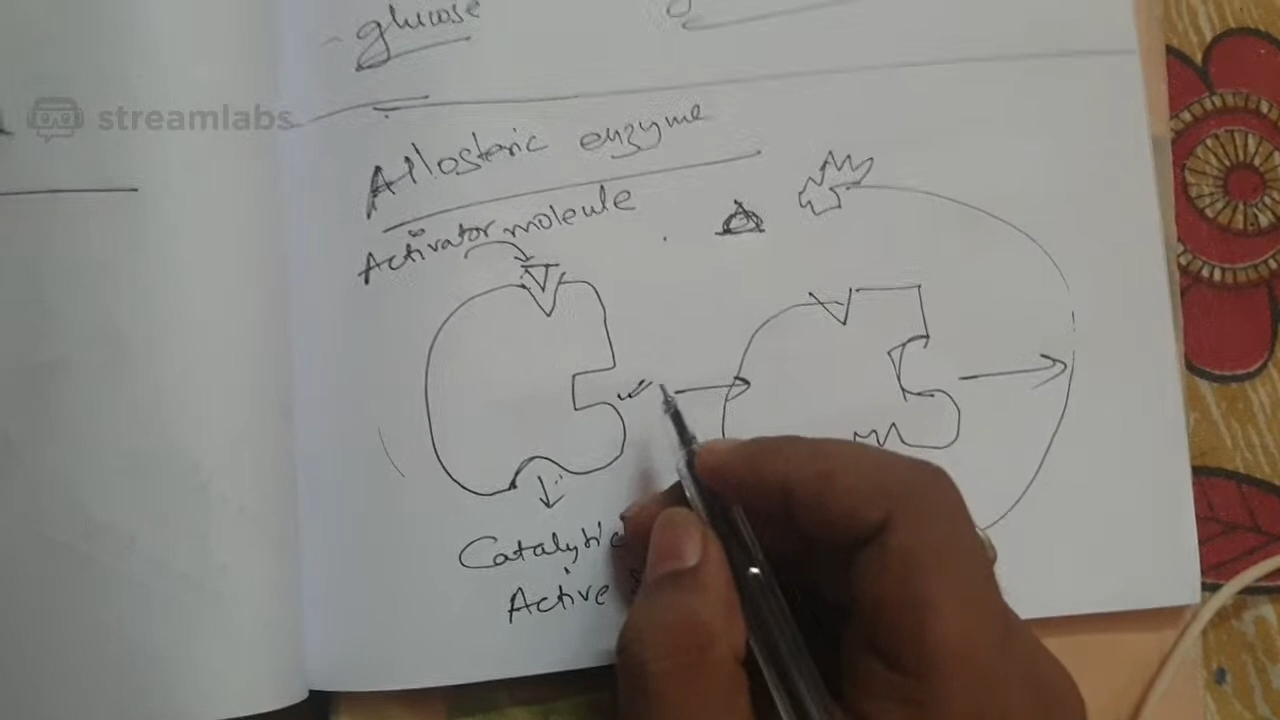 - glucose
streamlabs
Allosteric enzyme
Activator molecule
Catalytic
Active